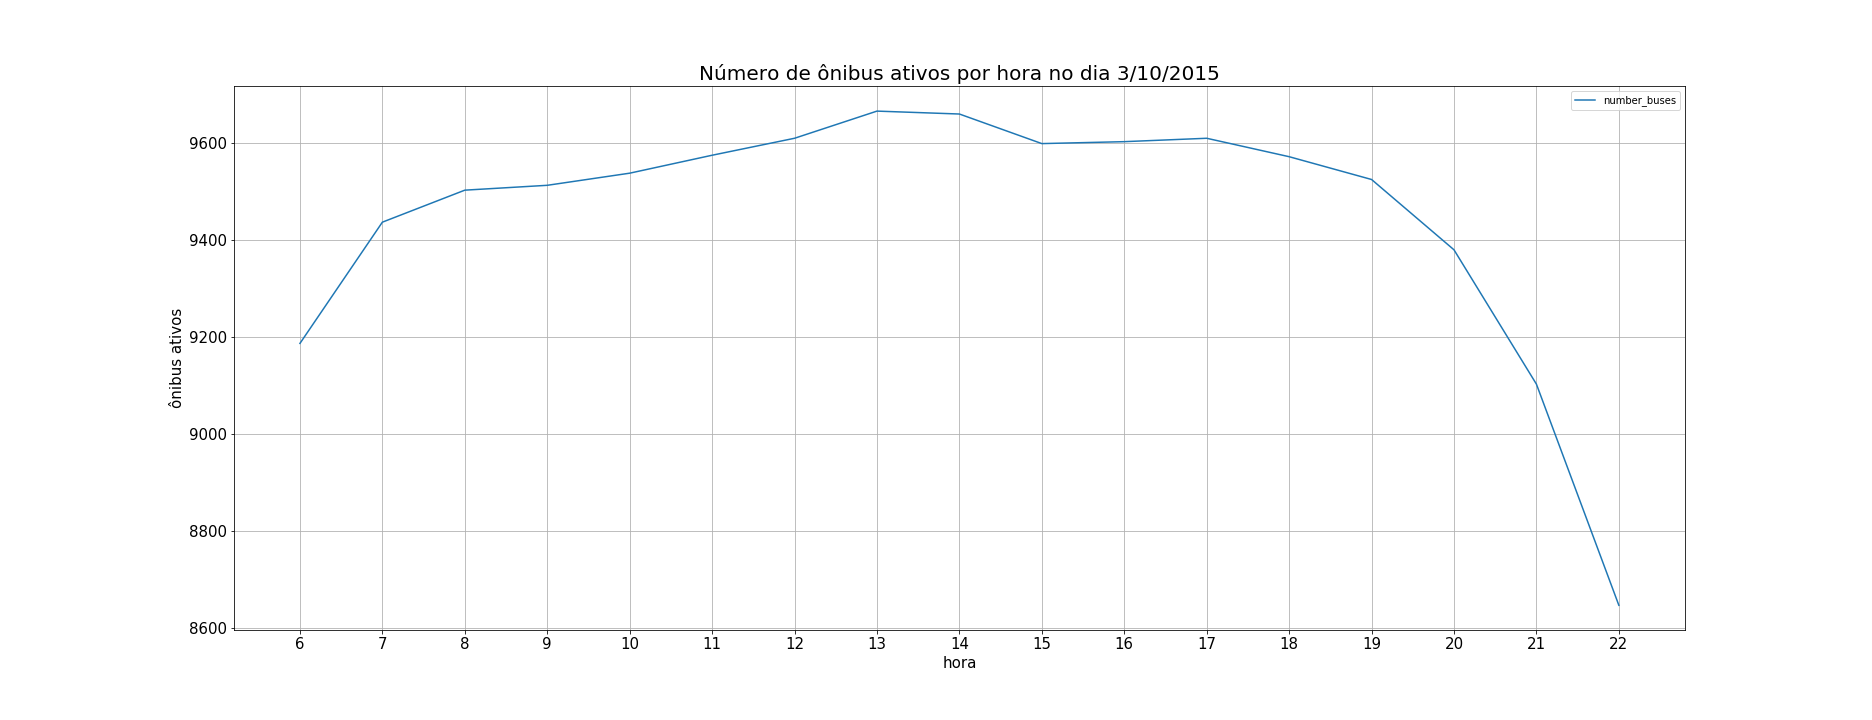 Número de ônibus ativos por hora no dia 3/10/2015
number_buses
9600
9400
9200
9000
8800
8600
ônibus ativos
6 7 8 9 10 11 12 13 14 15 16 17 18 19 20 21 22
hora